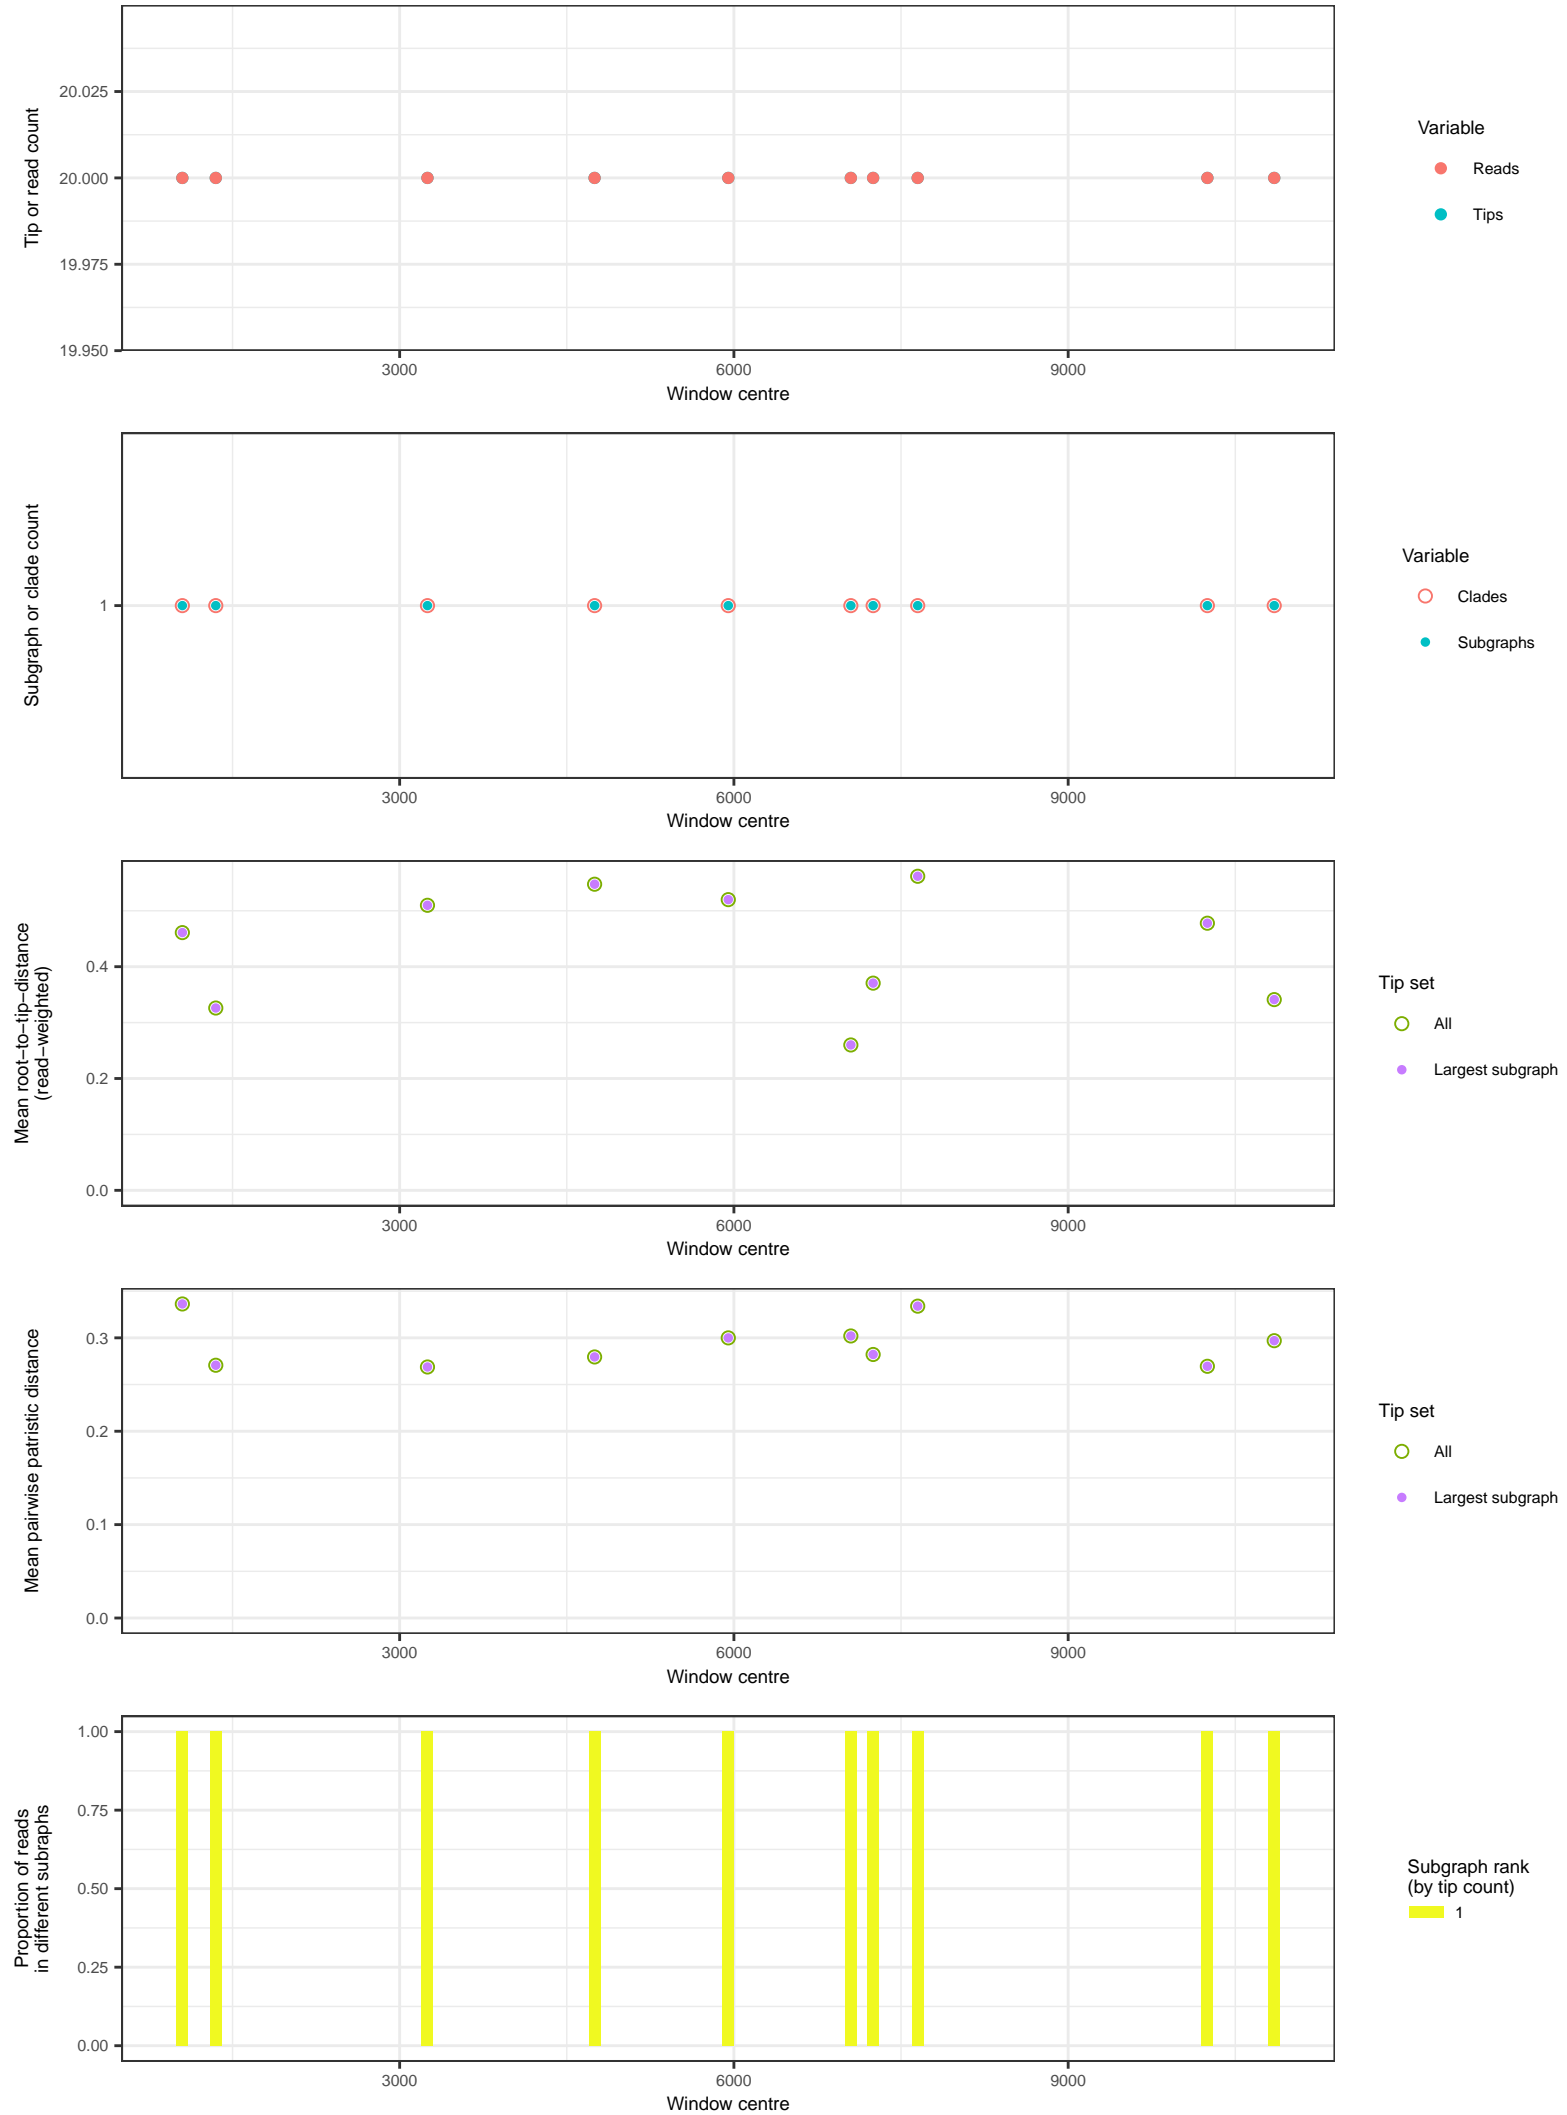 Tip or read count
20.025
20.000
19.975
19.950
3000
6000
9000
Window centre
Variable
Reads
Tips
Subgraph or clade count
1
3000
6000
9000
Window centre
Variable
Clades
Subgraphs
Mean root−to−tip−distance
(read−weighted)
0.4
0.2
0.0
3000
6000
9000
Window centre
Tip set
All
Largest subgraph
Mean pairwise patristic distance
0.3
0.2
0.1
0.0
3000
6000
9000
Window centre
Tip set
All
Largest subgraph
Proportion of reads
in different subraphs
1.00
0.75
0.50
0.25
0.00
3000
6000
9000
Window centre
Subgraph rank
(by tip count)
1